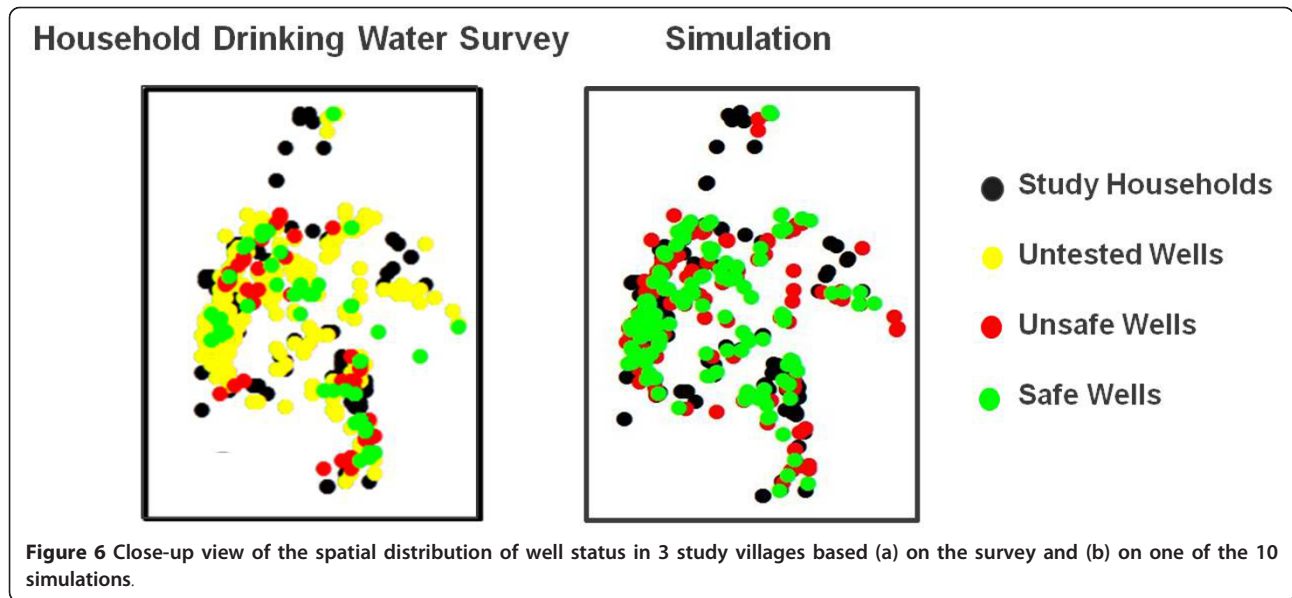 Household Drinking Water Survey Simulation
Study Households
Untested Wells
Unsafe Wells
Safe Wells
Figure 6 Close-up view of the spatial distribution of well status in 3 study villages based (a) on the survey and (b) on one of the 10
simulations.